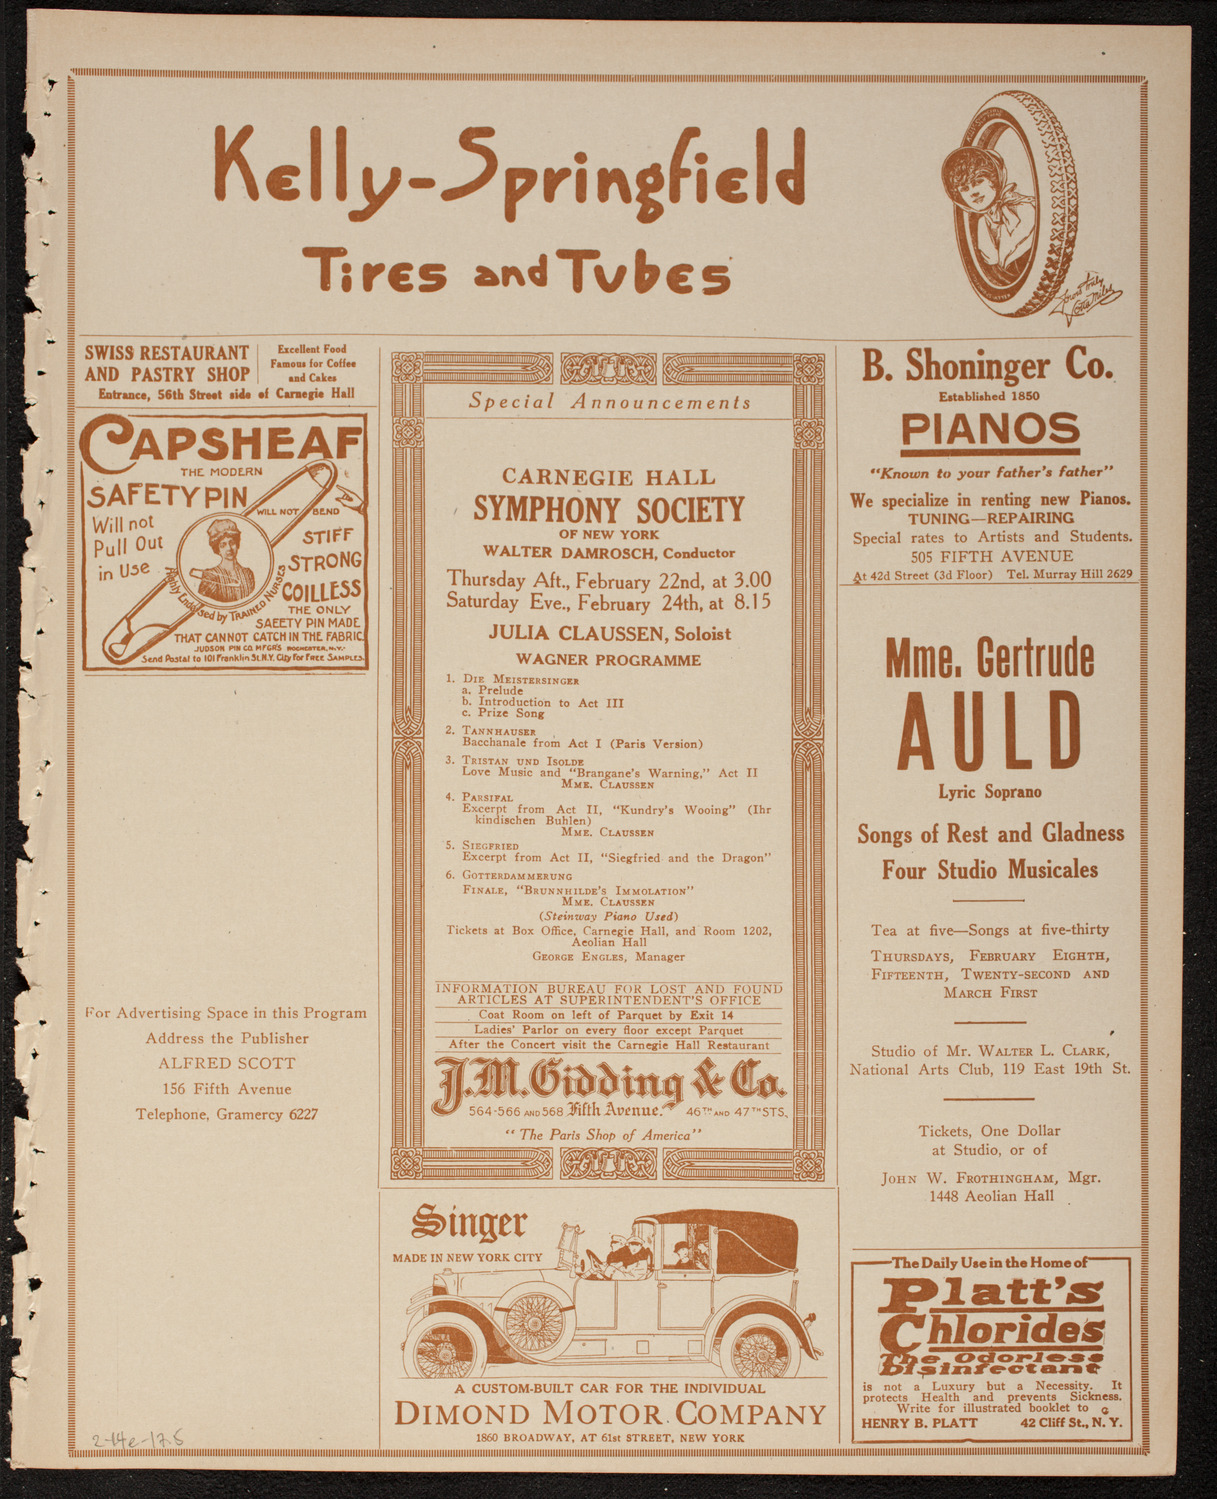 Kelly-Springfield
Tires and Tubes
Yours truly
Lotta Miles
SWISS RESTAURANT
AND PASTRY SHOP
Excellent Food
Famous for Coffee
and Cakes
Entrance, 56th Street side of Carnegie Hall
CAPSHEAF
THE MODERN
SAFETY PIN
WILL NOT BEND
Will not
Pull Out
in Use
STIFF
STRONG
COILLESS
Highly Endorsed by TRAINED NURSES
THE ONLY
SAFETY PIN MADE
THAT CANNOT CATCH IN THE FABRIC.
JUDSON PIN CO. MFGRS ROCHESTER, N.Y.
Send Postal to 101 Franklin St. N.Y. City for FREE SAMPLES.
For Advertising Space in this Program
Address the Publisher
ALFRED SCOTT
156 Fifth Avenue
Telephone, Gramercy 6227
2-14e-17.5
Special Announcements
CARNEGIE HALL
SYMPHONY SOCIETY
OF NEW YORK
WALTER DAMROSCH, Conductor
Thursday Aft., February 22nd, at 3.00
Saturday Eve., February 24th, at 8.15
JULIA CLAUSSEN, Soloist
WAGNER PROGRAMME
1. DIE MEISTERSINGER
a. Prelude
b. Introduction to Act III
c. Prize Song
2. TANNHAUSER
Bacchanale from Act I (Paris Version)
3. TRISTAN UND ISOLDE
Love Music and "Brangane's Warning," Act II
MME. CLAUSSEN
4. PARSIFAL
Excerpt from Act II, "Kundry's Wooing" (Ihr
kindischen Buhlen)
MME. CLAUSSEN
5. SIEGFRIED
Excerpt from Act II, "Siegfried and the Dragon"
6. GOTTERDAMMERUNG
FINALE, "BRUNNHILDE'S IMMOLATION"
MME. CLAUSSEN
(Steinway Piano Used)
Tickets at Box Office, Carnegie Hall, and Room 1202,
Aeolian Hall
GEORGE ENGLES, Manager
INFORMATION BUREAU FOR LOST AND FOUND
ARTICLES AT SUPERINTENDENT'S OFFICE
Coat Room on left of Parquet by Exit 14
Ladies' Parlor on every floor except Parquet
After the Concert visit the Carnegie Hall Restaurant
J.M. Gidding & Co.
564-566 AND 568 Fifth Avenue. 46TH AND 47TH STS.
"The Paris Shop of America"
Singer
MADE IN NEW YORK CITY
A CUSTOM-BUILT CAR FOR THE INDIVIDUAL
DIMOND MOTOR COMPANY
1860 BROADWAY, AT 61st STREET, NEW YORK
B. Shoninger Co.
Established 1850
PIANOS
"Known to your father's father"
We specialize in renting new Pianos.
TUNING—REPAIRING
Special rates to Artists and Students.
505 FIFTH AVENUE
At 42d Street (3d Floor) Tel. Murray Hill 2629
Mme. Gertrude
AULD
Lyric Soprano
Songs of Rest and Gladness
Four Studio Musicales
Tea at five—Songs at five-thirty
THURSDAYS, FEBRUARY EIGHTH,
FIFTEENTH, TWENTY-SECOND AND
MARCH FIRST
Studio of Mr. WALTER L. CLARK,
National Arts Club, 119 East 19th St.
Tickets, One Dollar
at Studio, or of
JOHN W. FROTHINGHAM, Mgr.
1448 Aeolian Hall
The Daily Use in the Home of
Platt's
Chlorides
The Odorless
Disinfectant
is not a Luxury but a Necessity. It
protects Health and prevents Sickness.
Write for illustrated booklet to G
HENRY B. PLATT 42 Cliff St., N. Y.